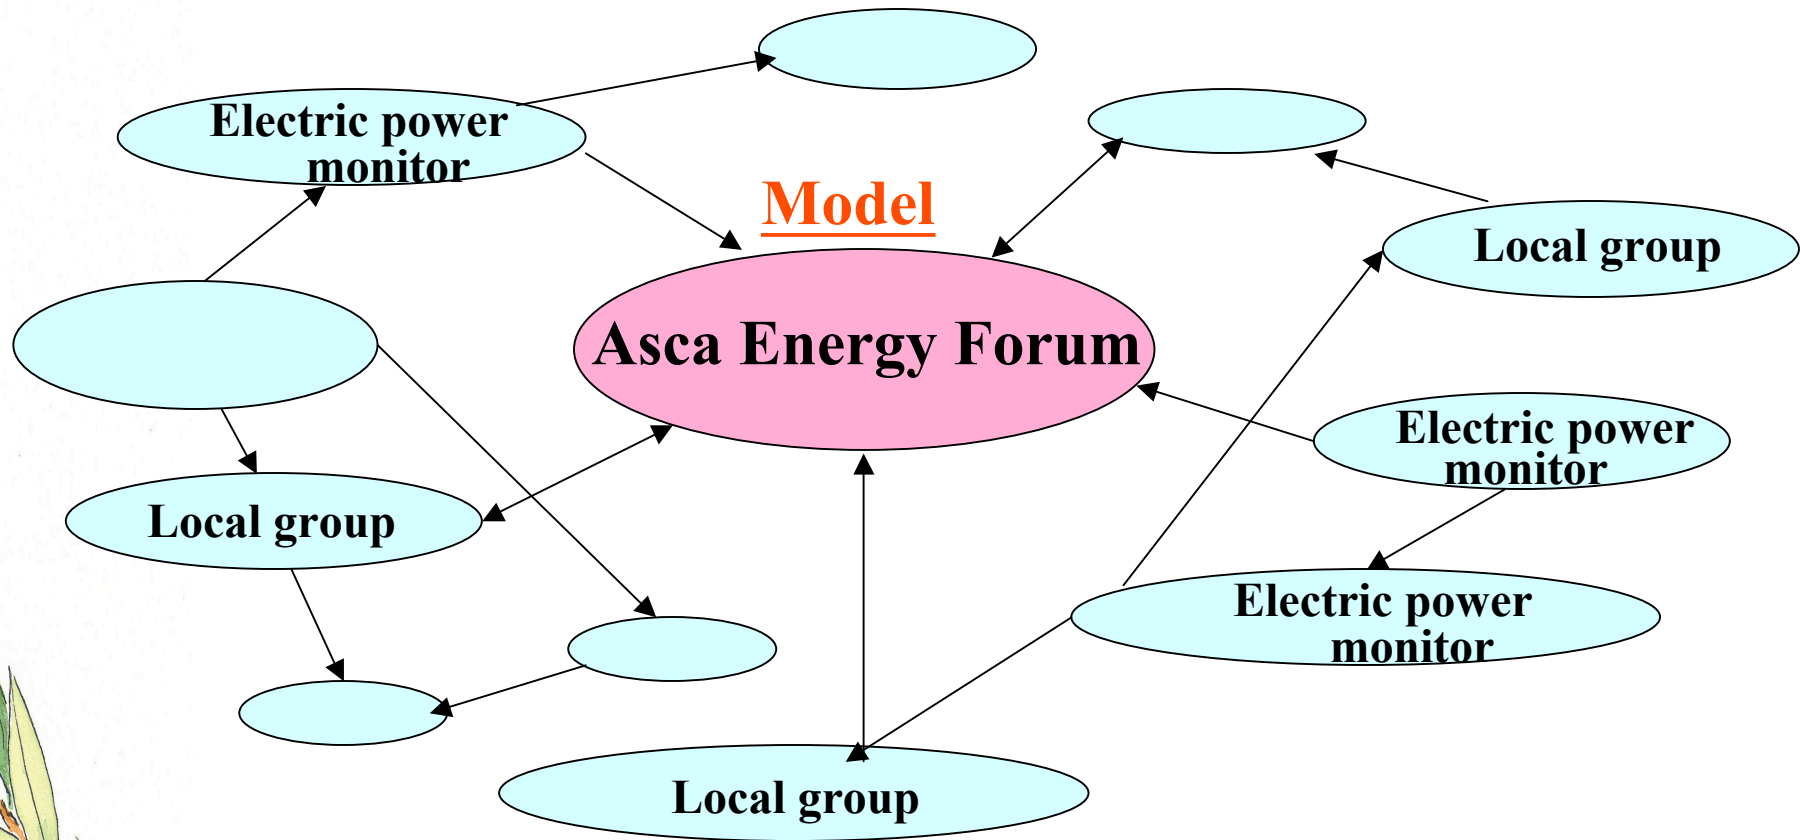 Electric power
monitor
Model
Local group
Asca Energy Forum
Electric power
monitor
Local group
Electric power
monitor
Local group